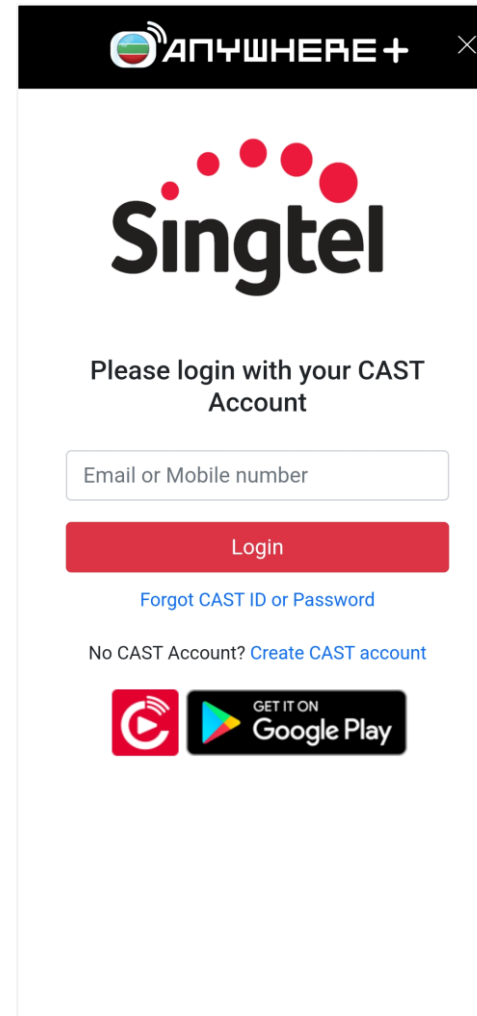 ANYWHERE+
Singtel
Please login with your CAST
Account
Email or Mobile number
Login
Forgot CAST ID or Password
No CAST Account? Create CAST account
GET IT ON
Google Play